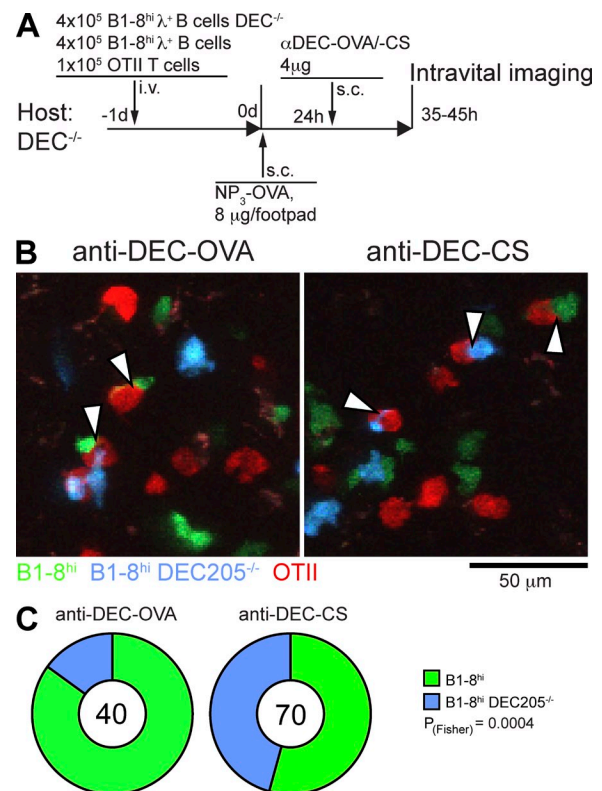 A
4x10⁵ B1-8ʰⁱ λ⁺ B cells DEC⁻/⁻
4x10⁵ B1-8ʰⁱ λ⁺ B cells
1x10⁵ OTII T cells
i.v.
αDEC-OVA/-CS
4μg
s.c.
Intravital imaging
Host:
DEC⁻/⁻
-1d
0d
24h
35-45h
s.c.
NP₃-OVA,
8 μg/footpad
B
anti-DEC-OVA
anti-DEC-CS
B1-8ʰⁱ B1-8ʰⁱ DEC205⁻/⁻ OTII
50 μm
C
anti-DEC-OVA
anti-DEC-CS
40
70
B1-8ʰⁱ
B1-8ʰⁱ DEC205⁻/⁻
P(Fisher) = 0.0004